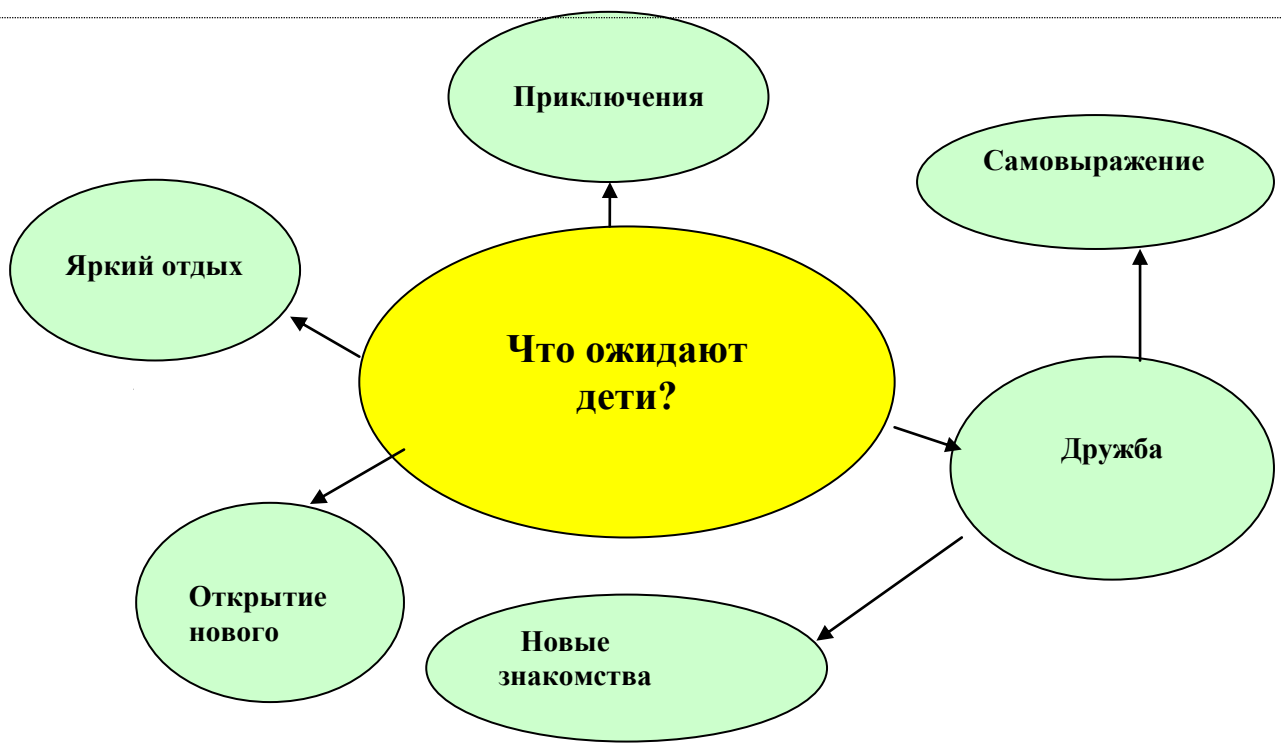 Приключения
Самовыражение
Яркий отдых
Что ожидают
дети?
Дружба
Открытие
нового
Новые
знакомства